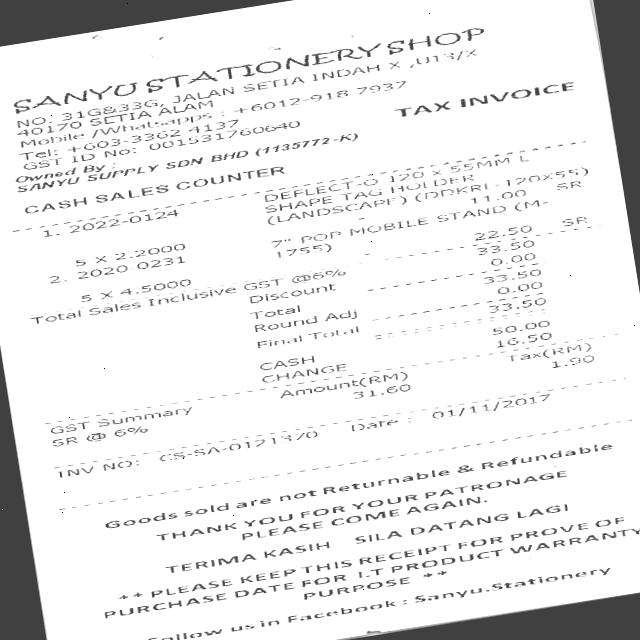 SANYU STATIONERY SHOP
NO. 31G&33G, JALAN SETIA INDAH X ,U13/X
40170 SETIA ALAM
Mobile /Whatsapps : +6012-918 7937
Tel: +603-3362 4137
GST ID No: 001531760640
TAX INVOICE
Owned By :
SANYU SUPPLY SDN BHD (1135772-K)
CASH SALES COUNTER
1. 2022-0124 DEFLECT-O 120 x 55MM L
SHAPE TAG HOLDER
(LANDSCAPE) (DDKRL-120x55)
5 X 2.2000 11.00 SR
2. 2020-0231 7" POP MOBILE STAND (M-
1755)
5 X 4.5000 22.50 SR
Total Sales Inclusive GST @6% 33.50
Discount 0.00
Total 33.50
Round Adj 0.00
Final Total 33.50
CASH 50.00
CHANGE 16.50
GST Summary Amount(RM) Tax(RM)
SR @ 6% 31.60 1.90
INV NO: CS-SA-0121370 Date : 01/11/2017
Goods sold are not Returnable & Refundable
THANK YOU FOR YOUR PATRONAGE
PLEASE COME AGAIN.
TERIMA KASIH SILA DATANG LAGI
** PLEASE KEEP THIS RECEIPT FOR PROVE OF
PURCHASE DATE FOR I.T PRODUCT WARRANTY
PURPOSE **
Follow us in Facebook : Sanyu.Stationery